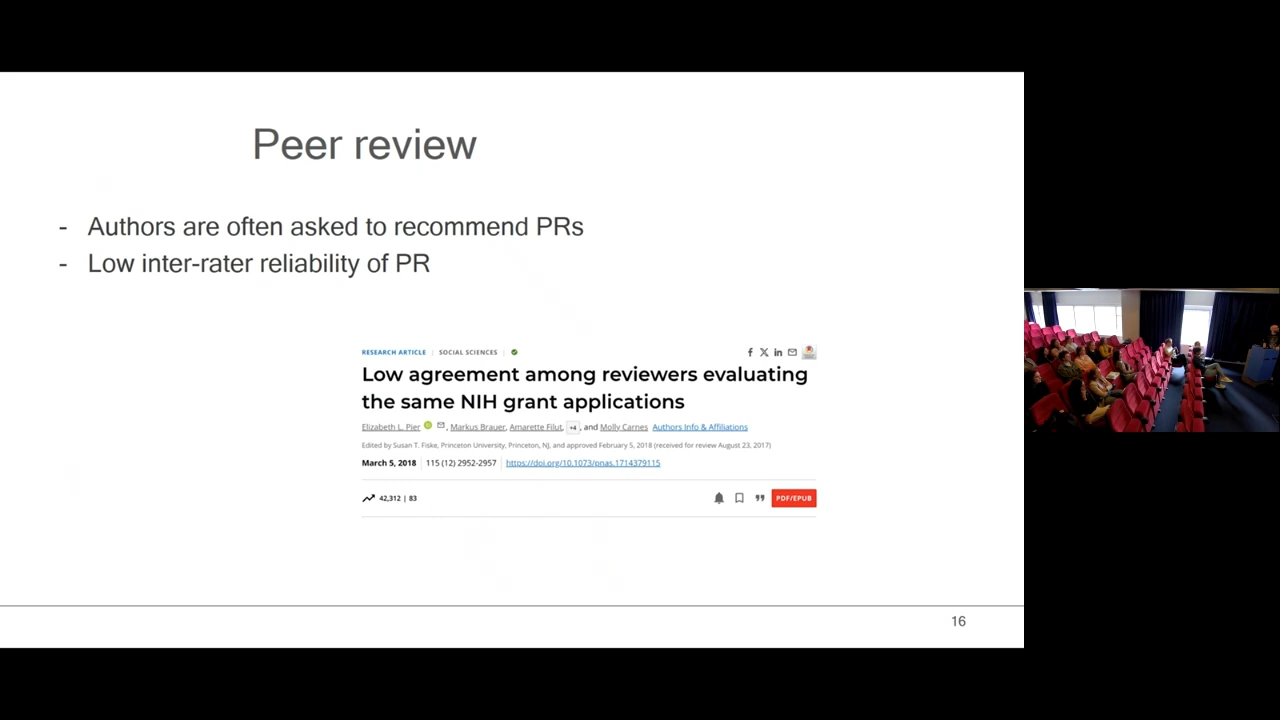 Peer review
- Authors are often asked to recommend PRs
- Low inter-rater reliability of PR
RESEARCH ARTICLE | SOCIAL SCIENCES |
Low agreement among reviewers evaluating
the same NIH grant applications
Elizabeth L. Pier, Markus Brauer, Amarette Filut, +4, and Molly Carnes Authors Info & Affiliations
Edited by Susan T. Fiske, Princeton University, Princeton, NJ, and approved February 5, 2018 (received for review August 23, 2017)
March 5, 2018 | 115 (12) 2952-2957 | https://doi.org/10.1073/pnas.1714379115
42,312 | 83
PDF/EPUB
16